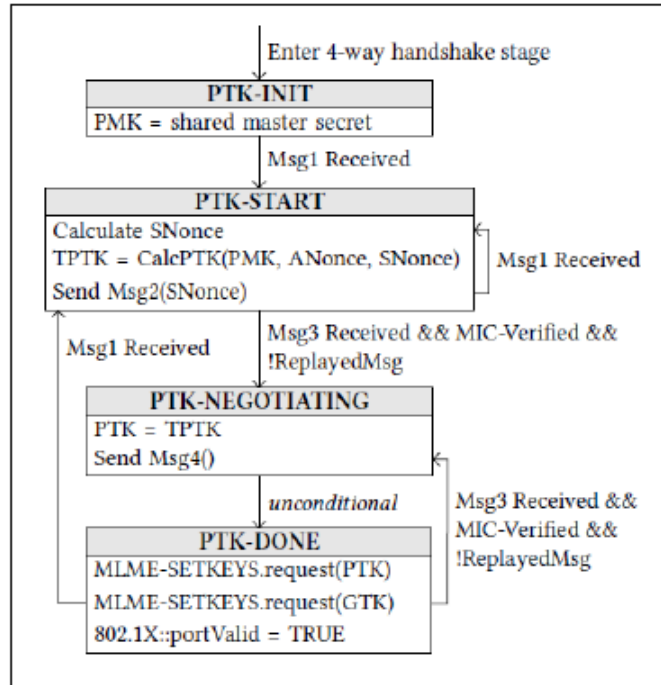 Enter 4-way handshake stage
PTK-INIT
PMK = shared master secret
Msg1 Received
PTK-START
Calculate SNonce
TPTK = CalcPTK(PMK, ANonce, SNonce)
Send Msg2(SNonce)
Msg1 Received
Msg1 Received
Msg3 Received && MIC-Verified &&
!ReplayedMsg
PTK-NEGOTIATING
PTK = TPTK
Send Msg4()
unconditional
Msg3 Received &&
MIC-Verified &&
!ReplayedMsg
PTK-DONE
MLME-SETKEYS.request(PTK)
MLME-SETKEYS.request(GTK)
802.1X::portValid = TRUE